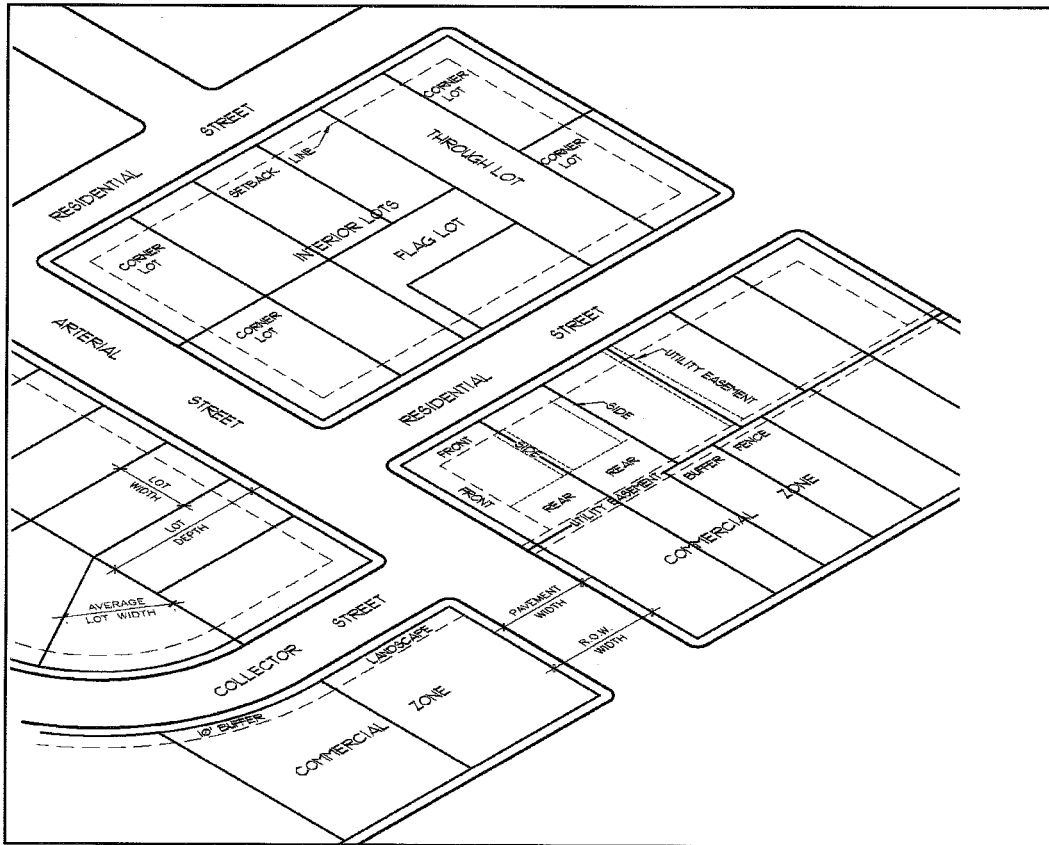 RESIDENTIAL STREET
CORNER
LOT
SETBACK LINE
THROUGH LOT
CORNER
LOT
CORNER
LOT
INTERIOR LOTS
FLAG LOT
CORNER
LOT
ARTERIAL STREET
RESIDENTIAL STREET
UTILITY EASEMENT
SIDE
FRONT
SIDE
FRONT
REAR
REAR
UTILITY EASEMENT
BUFFER FENCE
COMMERCIAL ZONE
LOT
WIDTH
LOT
DEPTH
AVERAGE
LOT WIDTH
PAVEMENT
WIDTH
R.O.W.
WIDTH
COLLECTOR STREET
10' BUFFER LANDSCAPE
COMMERCIAL ZONE